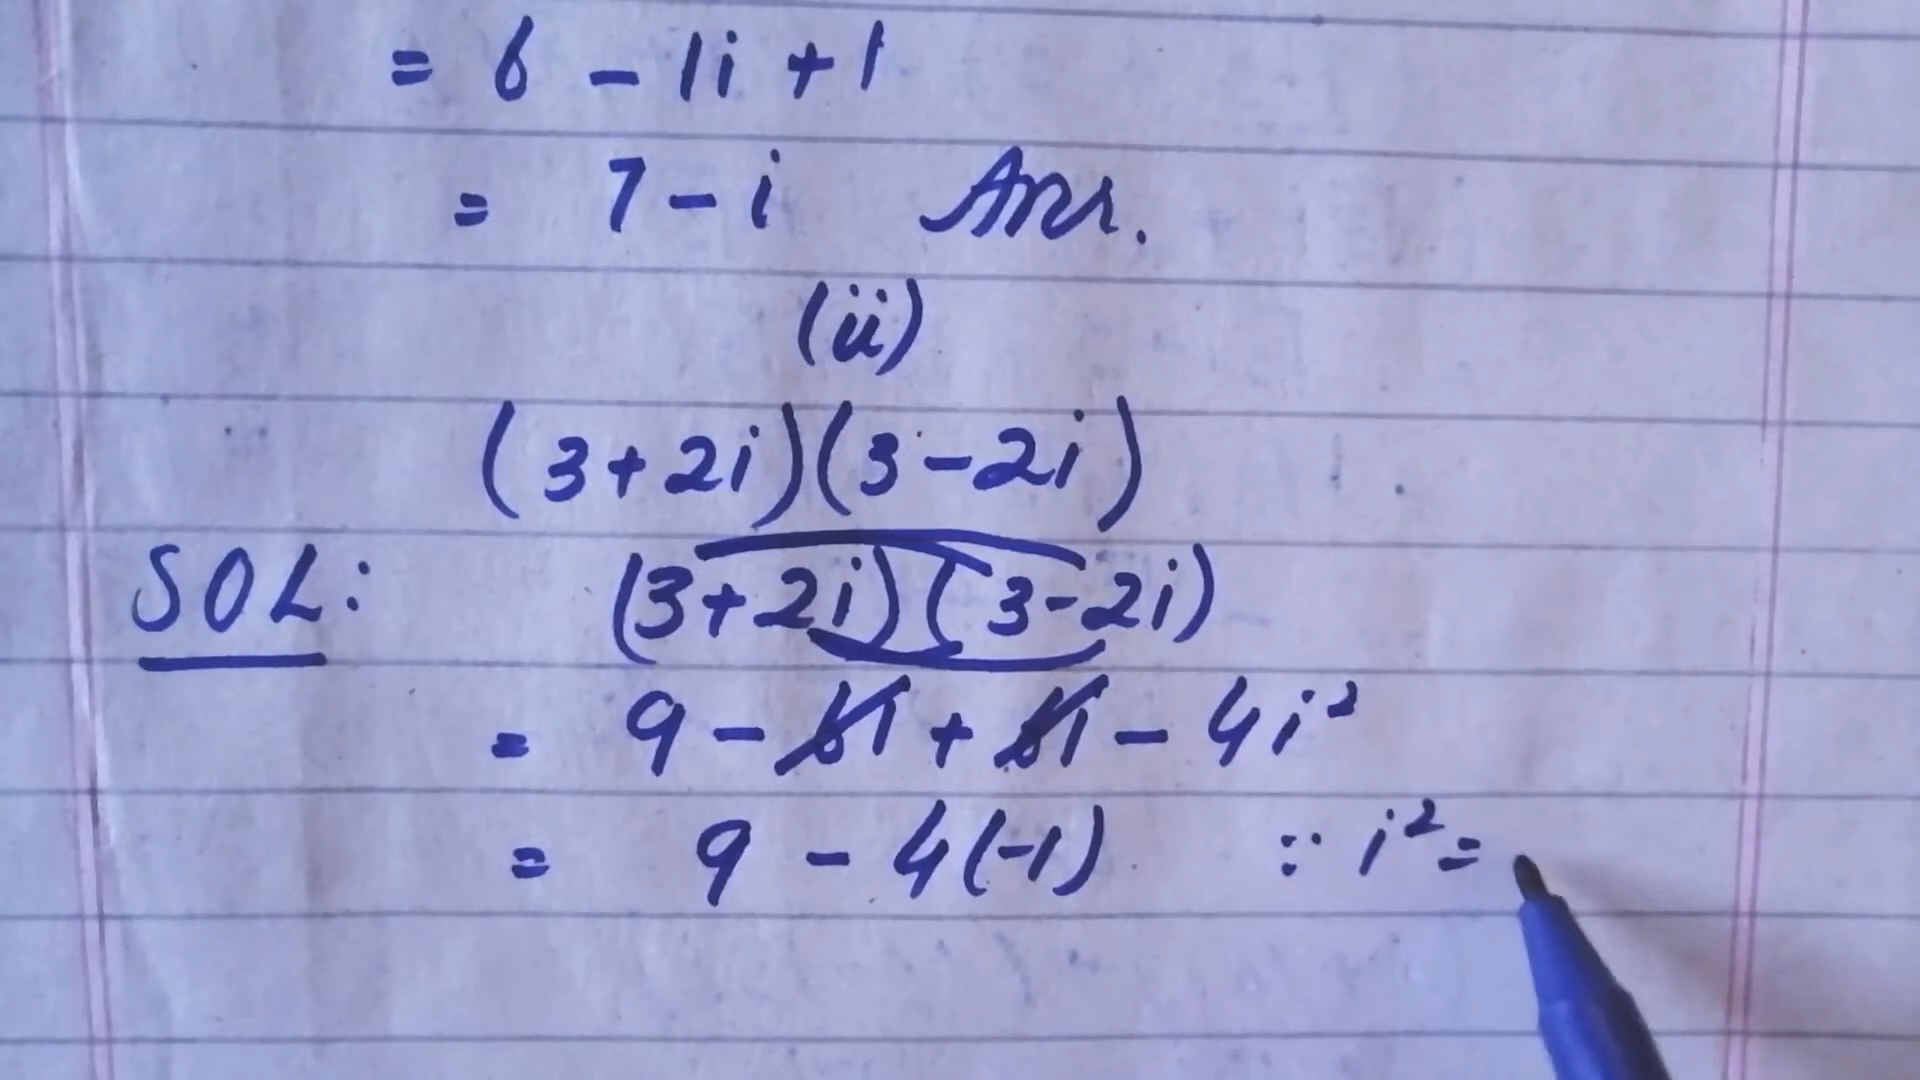 = 6 - 1i + 1
= 7 - i Ans.
(ii)
(3+2i)(3-2i)
SOL: (3+2i)(3-2i)
= 9 - 6i + 6i - 4i²
= 9 - 4(-1) ∵ i² =